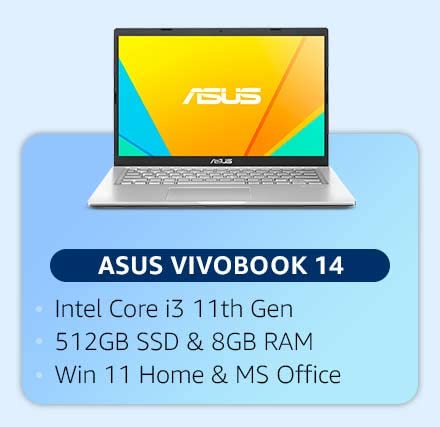 ASUS
ASUS
ASUS VIVOBOOK 14
Intel Core i3 11th Gen
512GB SSD & 8GB RAM
Win 11 Home & MS Office